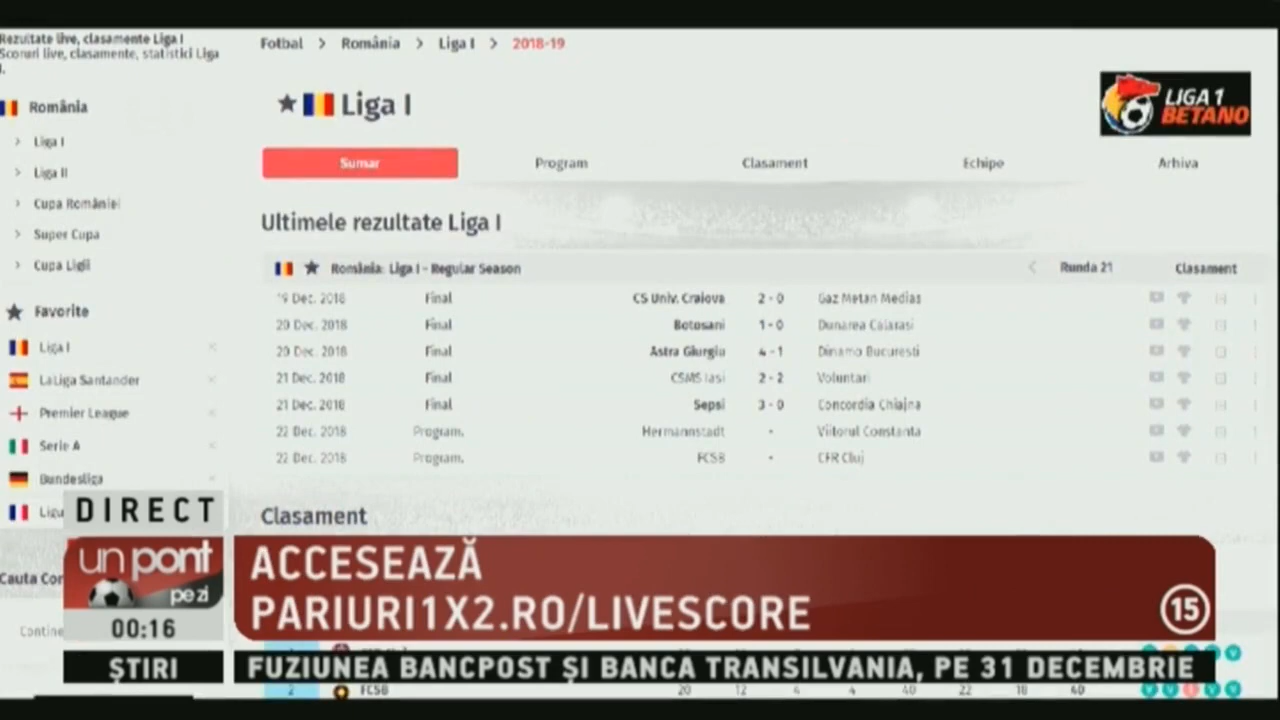 Rezultate live, clasamente Liga I
Scoruri live, clasamente, statistici Liga
I.
Fotbal > România > Liga I > 2018-19
România
Liga I
Liga II
Cupa României
Super Cupa
Cupa Ligii
Favorite
Liga I
LaLiga Santander
Premier League
Serie A
Bundesliga
Ligu
Liga I
LIGA 1
BETANO
Sumar Program Clasament Echipe Arhiva
Ultimele rezultate Liga I
România: Liga I - Regular Season Runda 21 Clasament
19 Dec. 2018 Final CS Univ. Craiova 2 - 0 Gaz Metan Medias
20 Dec. 2018 Final Botosani 1 - 0 Dunarea Calarasi
20 Dec. 2018 Final Astra Giurgiu 4 - 1 Dinamo Bucuresti
21 Dec. 2018 Final CSMS Iasi 2 - 2 Voluntari
21 Dec. 2018 Final Sepsi 3 - 0 Concordia Chiajna
22 Dec. 2018 Program. Hermannstadt - Viitorul Constanta
22 Dec. 2018 Program. FCSB - CFR Cluj
Clasament
Cauta Con
Contine
DIRECT
un pont
pe zi
00:16
ACCESEAZĂ
PARIURI1X2.RO/LIVESCORE
15
ȘTIRI
FUZIUNEA BANCPOST ȘI BANCA TRANSILVANIA, PE 31 DECEMBRIE
2 FCSB 20 12 4 4 40 22 18 40